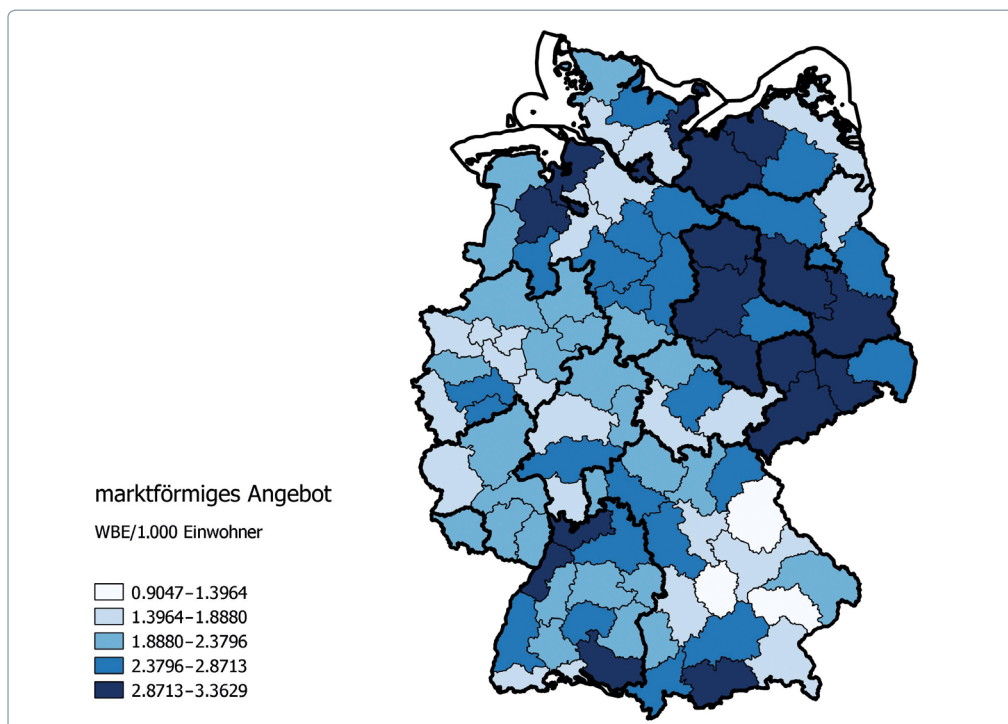 marktförmiges Angebot
WBE/1.000 Einwohner
0.9047–1.3964
1.3964–1.8880
1.8880–2.3796
2.3796–2.8713
2.8713–3.3629